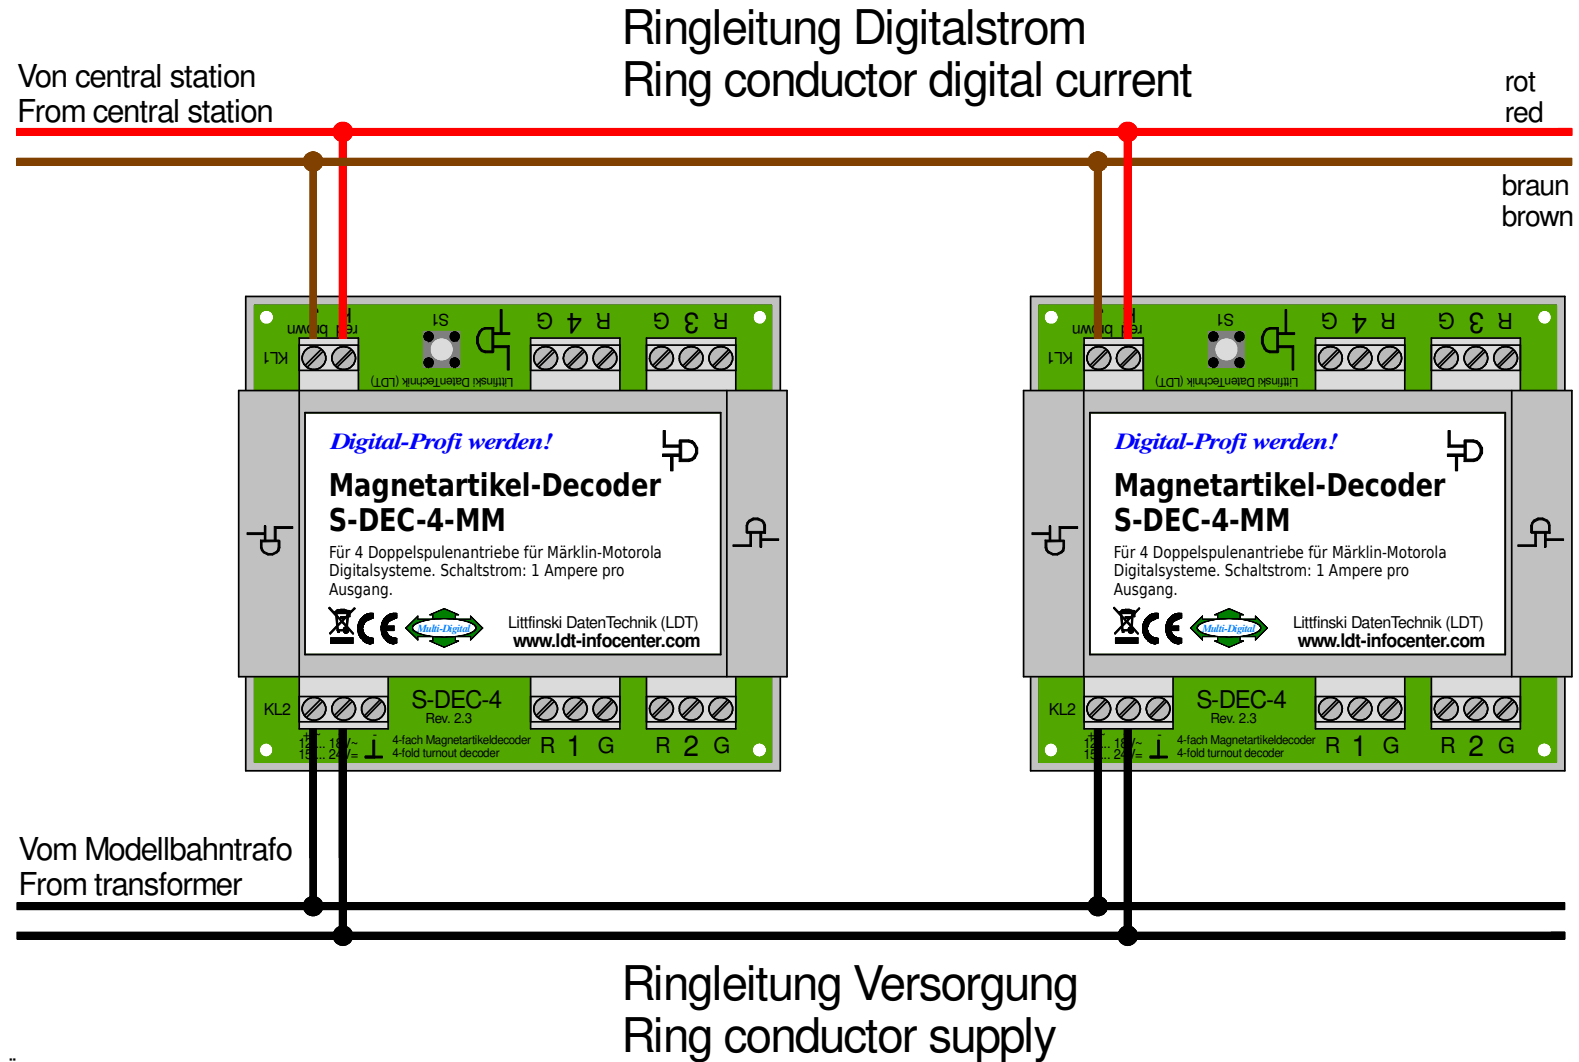 Ringleitung Digitalstrom
Ring conductor digital current
Von central station
From central station
rot
red
braun
brown
brown red
S1
G 4 R
G 3 R
KL1
Littfinski DatenTechnik (LDT)
Digital-Profi werden!
Magnetartikel-Decoder
S-DEC-4-MM
Für 4 Doppelspulenantriebe für Märklin-Motorola
Digitalsysteme. Schaltstrom: 1 Ampere pro
Ausgang.
Multi-Digital
Littfinski DatenTechnik (LDT)
www.ldt-infocenter.com
KL2
S-DEC-4
Rev. 2.3
4-fach Magnetartikeldecoder
4-fold turnout decoder
R 1 G
R 2 G
brown red
S1
G 4 R
G 3 R
KL1
Littfinski DatenTechnik (LDT)
Digital-Profi werden!
Magnetartikel-Decoder
S-DEC-4-MM
Für 4 Doppelspulenantriebe für Märklin-Motorola
Digitalsysteme. Schaltstrom: 1 Ampere pro
Ausgang.
Multi-Digital
Littfinski DatenTechnik (LDT)
www.ldt-infocenter.com
KL2
S-DEC-4
Rev. 2.3
4-fach Magnetartikeldecoder
4-fold turnout decoder
R 1 G
R 2 G
Vom Modellbahntrafo
From transformer
Ringleitung Versorgung
Ring conductor supply